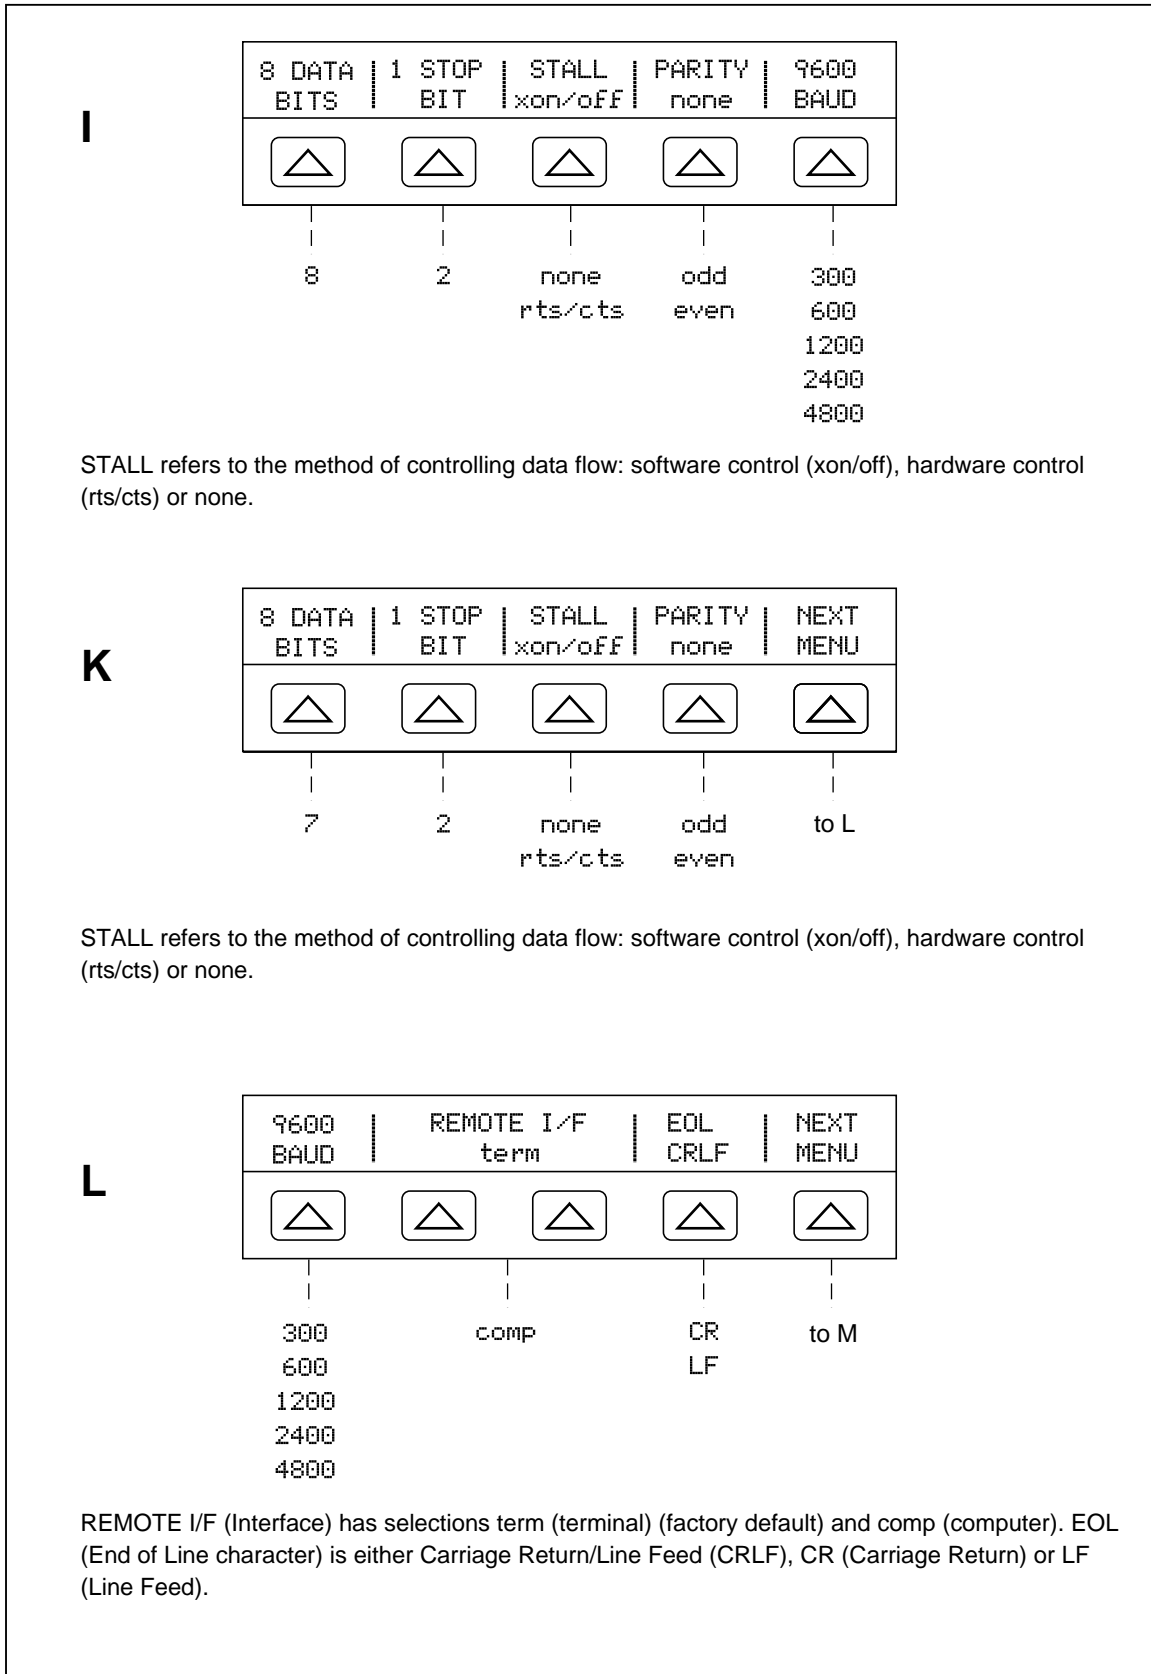 I
8 DATA 1 STOP STALL PARITY 9600
BITS BIT xon/off none BAUD
8 2 none odd 300
rts/cts even 600
1200
2400
4800
STALL refers to the method of controlling data flow: software control (xon/off), hardware control
(rts/cts) or none.
K
8 DATA 1 STOP STALL PARITY NEXT
BITS BIT xon/off none MENU
7 2 none odd to L
rts/cts even
STALL refers to the method of controlling data flow: software control (xon/off), hardware control
(rts/cts) or none.
L
9600 REMOTE I/F EOL NEXT
BAUD term CRLF MENU
300 comp CR to M
600 LF
1200
2400
4800
REMOTE I/F (Interface) has selections term (terminal) (factory default) and comp (computer). EOL
(End of Line character) is either Carriage Return/Line Feed (CRLF), CR (Carriage Return) or LF
(Line Feed).